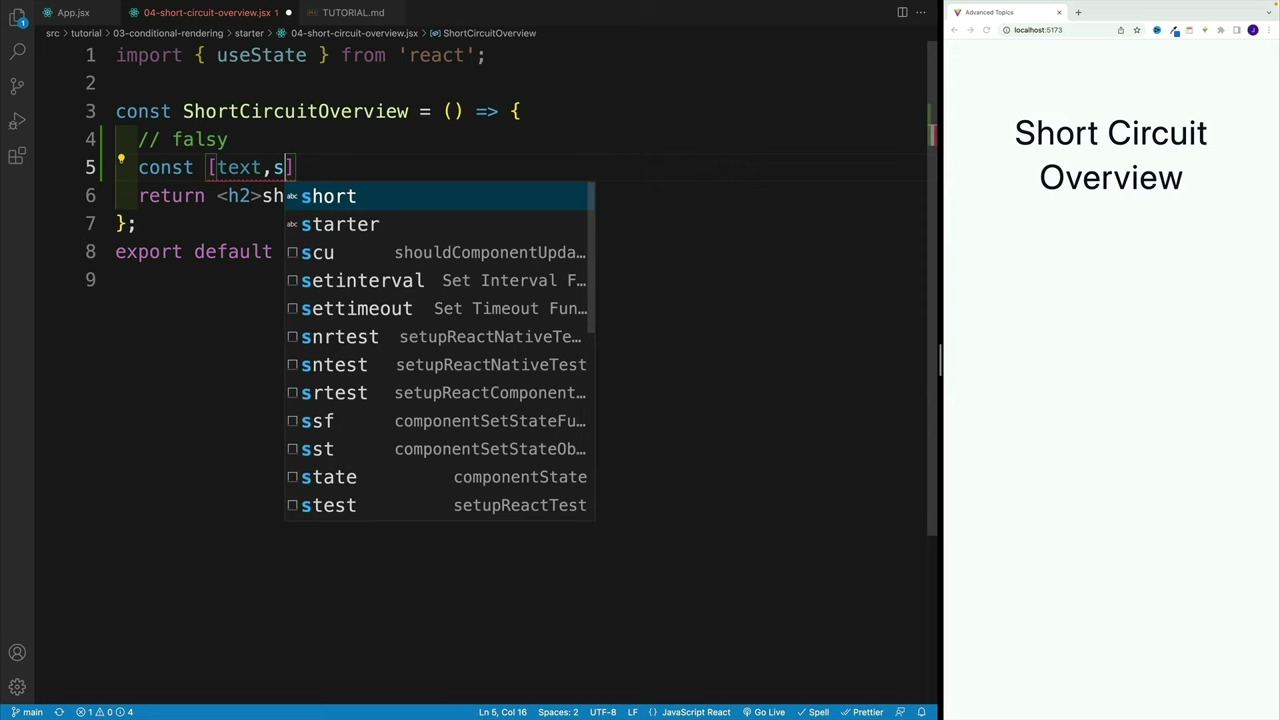 App.jsx
04-short-circuit-overview.jsx 1
TUTORIAL.md
src > tutorial > 03-conditional-rendering > starter > 04-short-circuit-overview.jsx > ShortCircuitOverview
1 import { useState } from 'react';
2
3 const ShortCircuitOverview = () => {
4 // falsy
5 const [text,s]
6 return <h2>sh
7 };
8 export default
9
short
starter
scu shouldComponentUpda…
setinterval Set Interval F…
settimeout Set Timeout Fun…
snrtest setupReactNativeTe…
sntest setupReactNativeTest
srtest setupReactComponent…
ssf componentSetStateFu…
sst componentSetStateOb…
state componentState
stest setupReactTest
main
1 0 4
Ln 5, Col 16
Spaces: 2
UTF-8
LF
{} JavaScript React
Go Live
Spell
Prettier
Advanced Topics
localhost:5173
J
Short Circuit
Overview